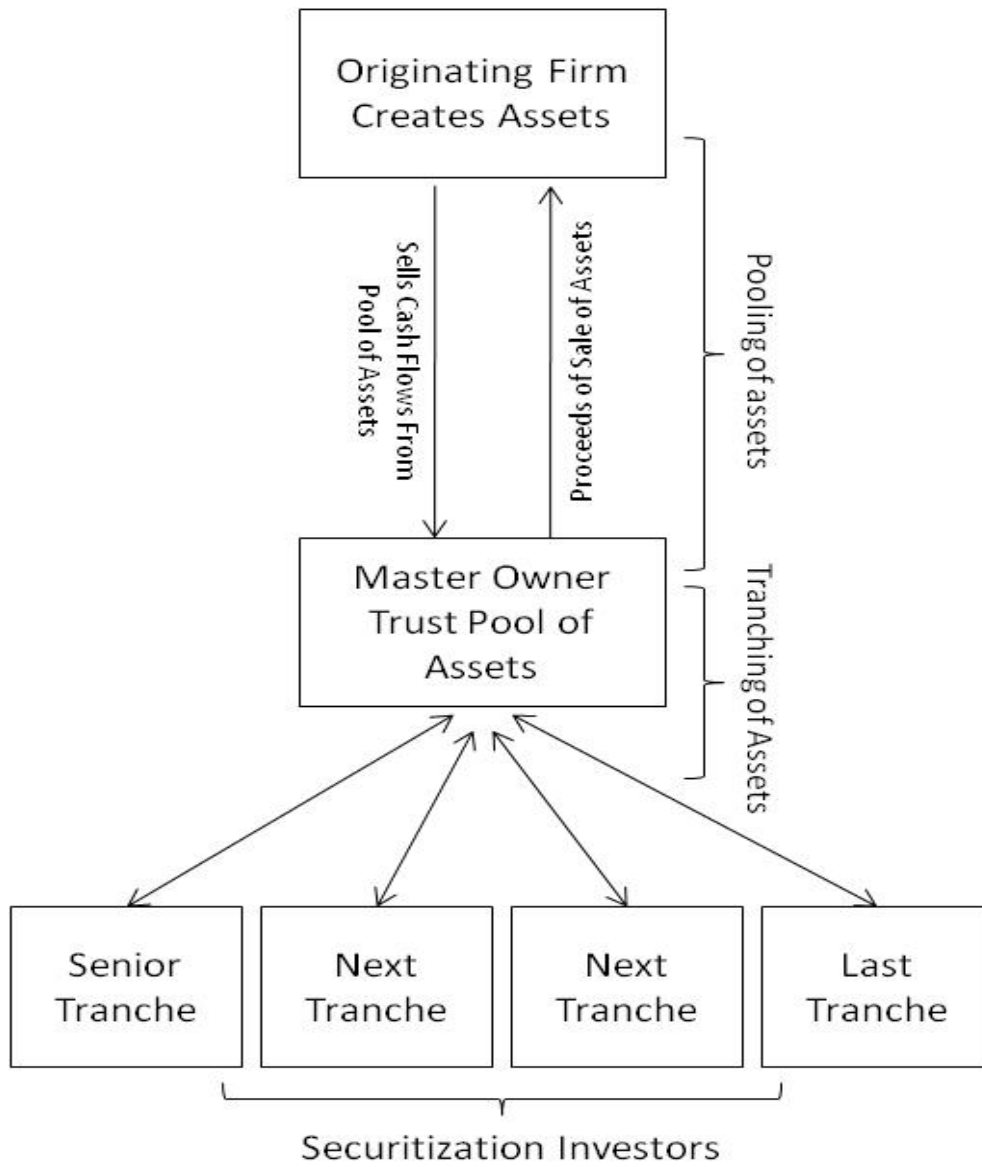 Originating Firm
Creates Assets
Sells Cash Flows From
Pool of Assets
Proceeds of Sale of Assets
Pooling of assets
Master Owner
Trust Pool of
Assets
Tranching of Assets
Senior
Tranche
Next
Tranche
Next
Tranche
Last
Tranche
Securitization Investors